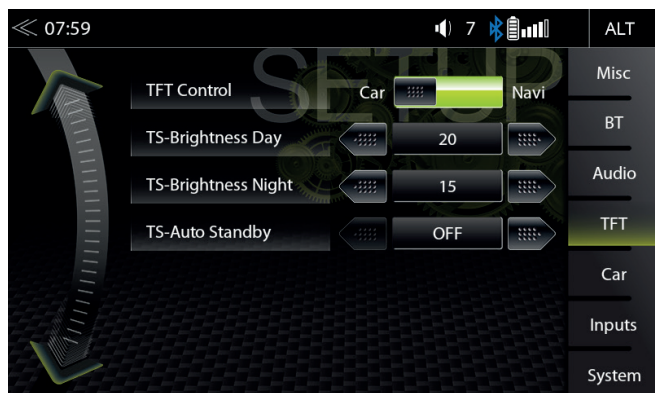 07:59
7
ALT
SETUP
TFT Control
Car
Navi
TS-Brightness Day
20
TS-Brightness Night
15
TS-Auto Standby
OFF
Misc
BT
Audio
TFT
Car
Inputs
System